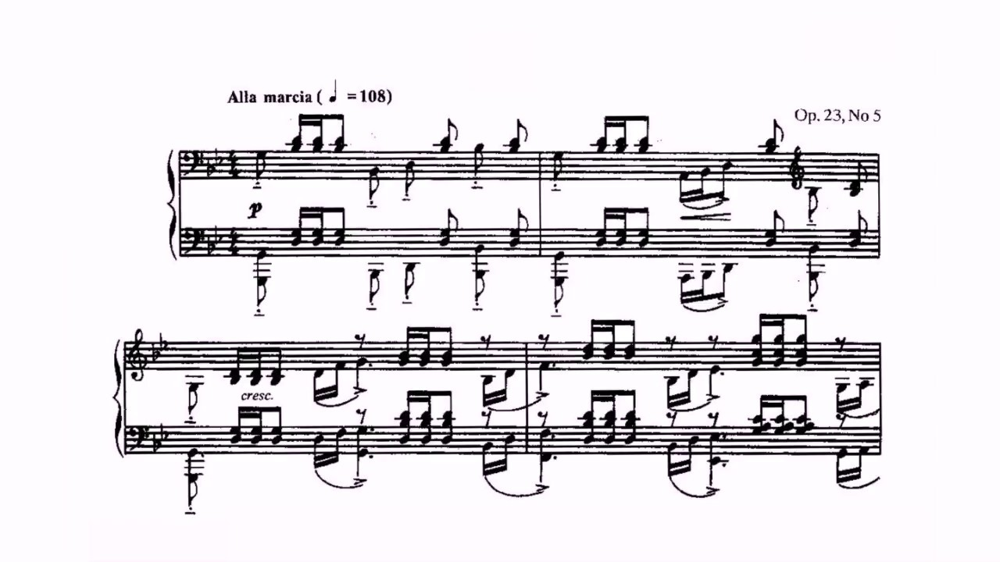 Alla marcia ( ♩ = 108)
Op. 23, No 5
p
cresc.